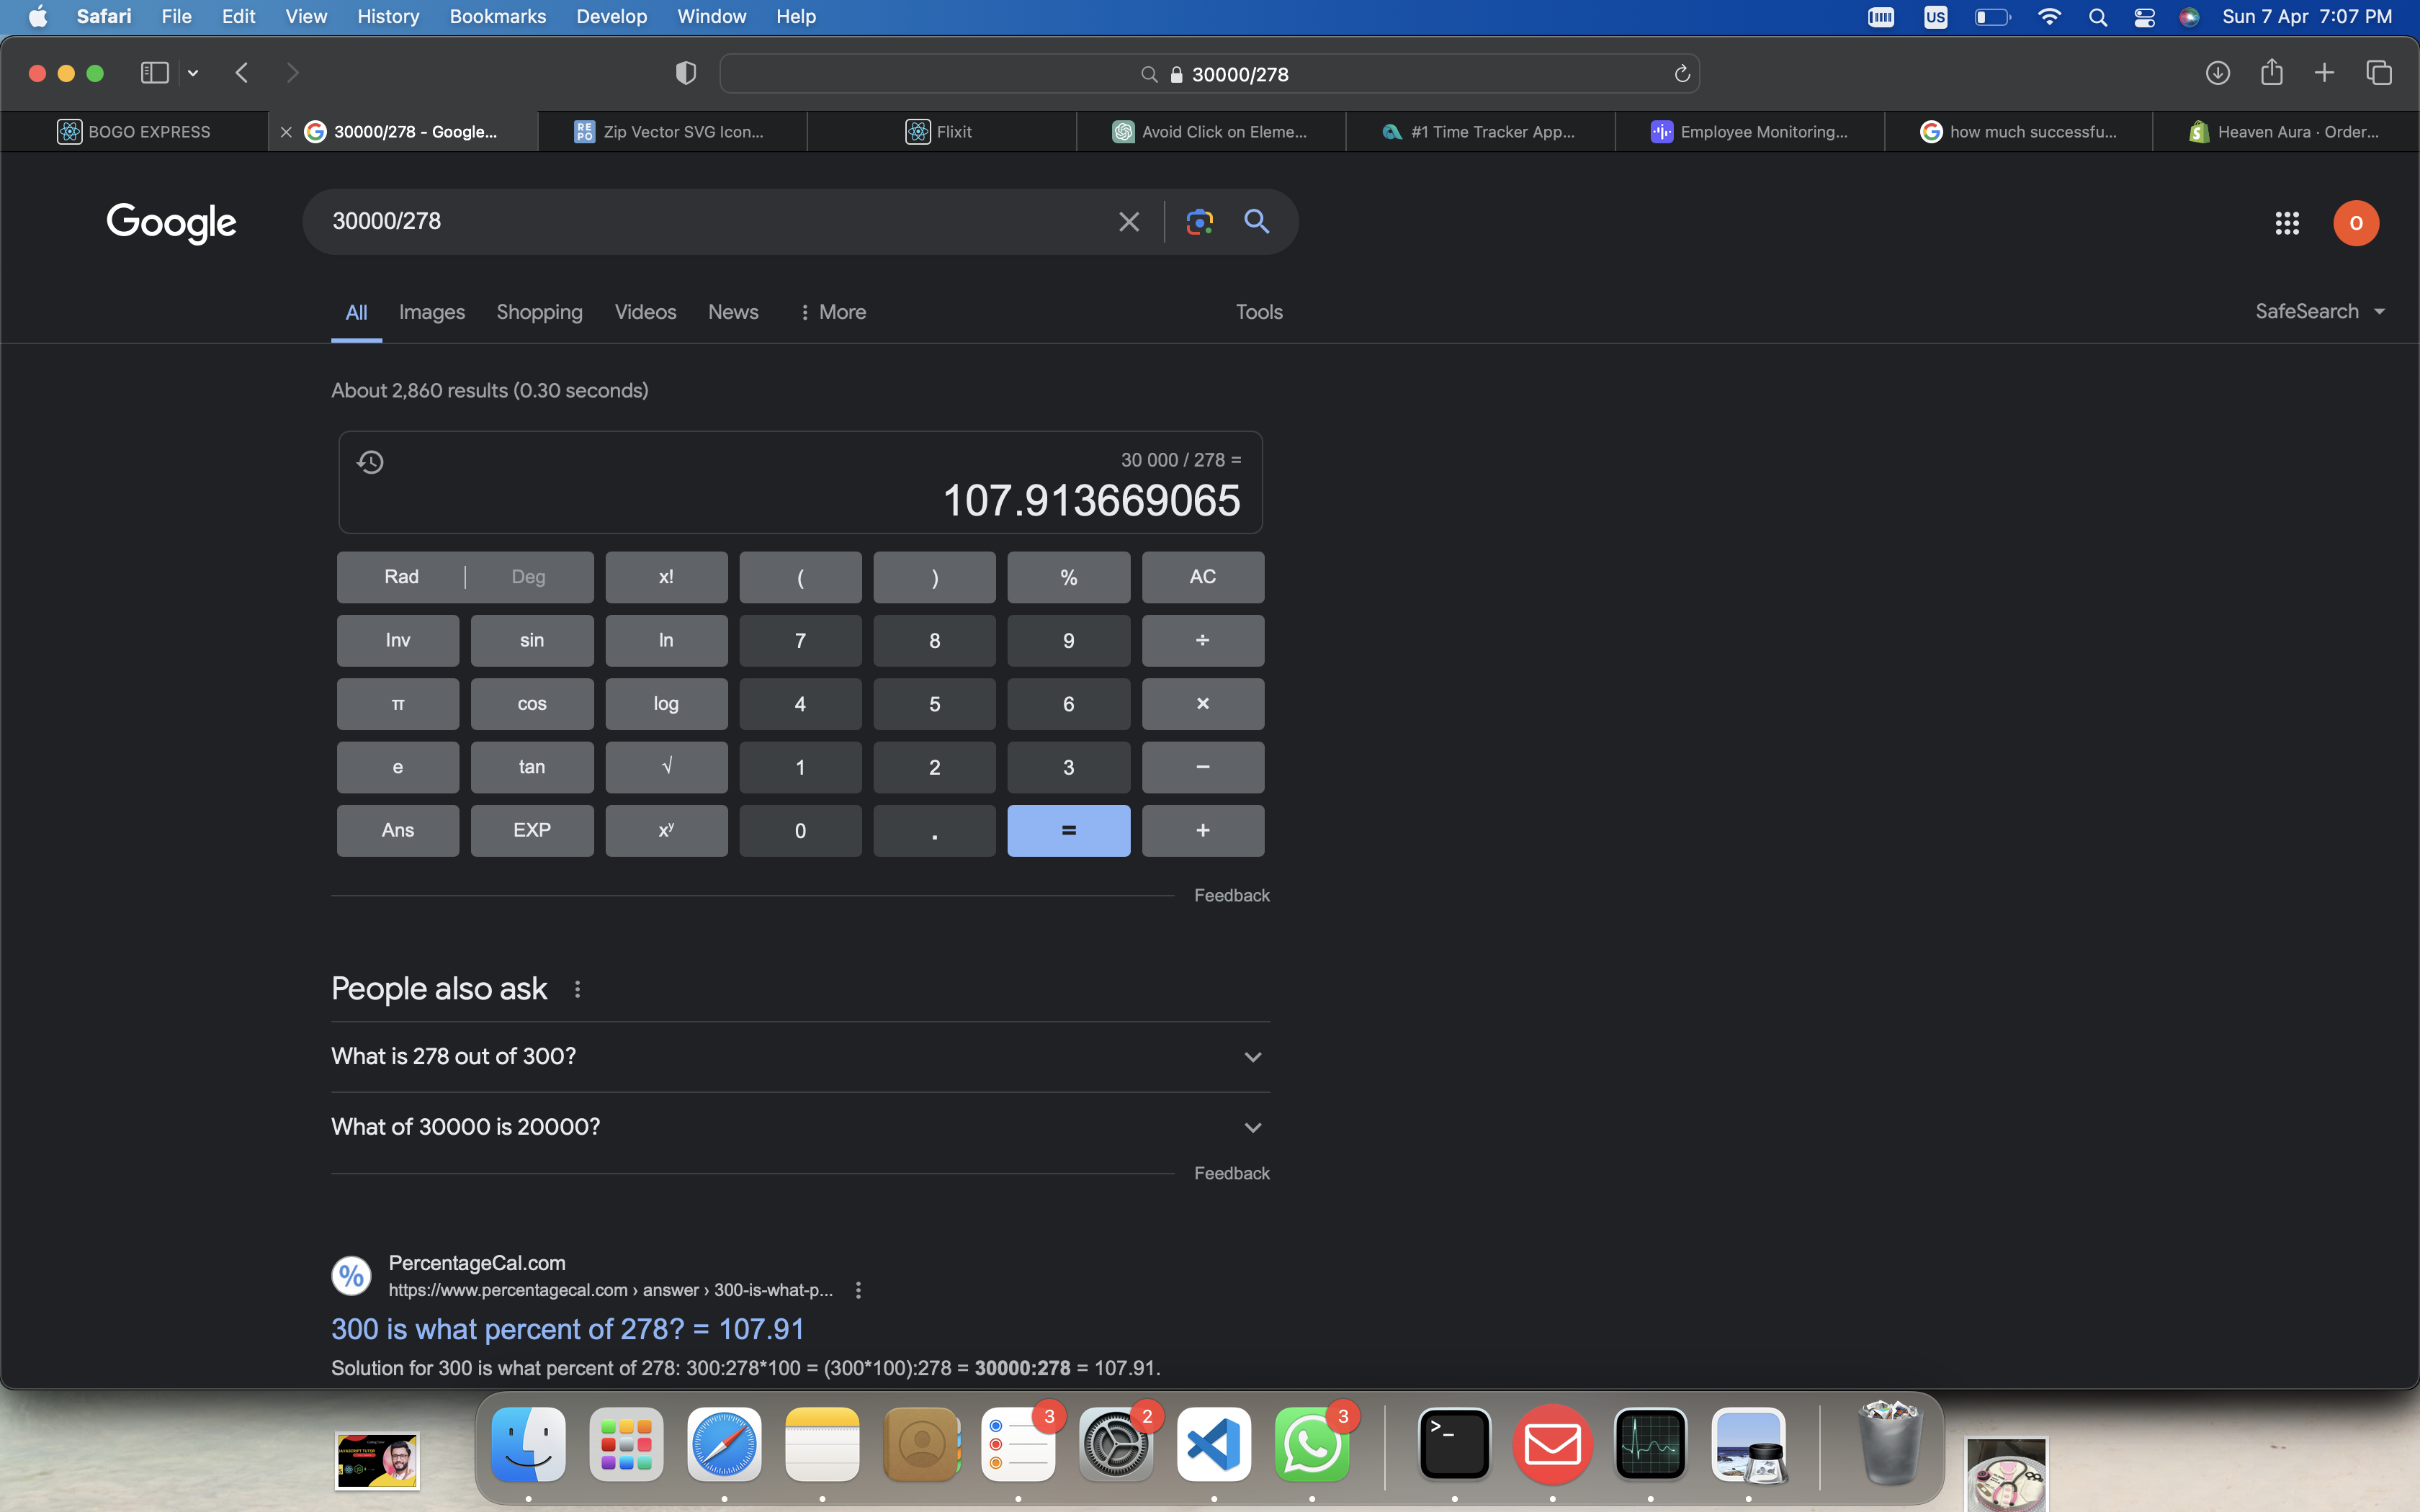 Safari File Edit View History Bookmarks Develop Window Help US Sun 7 Apr 7:07 PM
30000/278
BOGO EXPRESS
30000/278 - Google...
Zip Vector SVG Icon...
Flixit
Avoid Click on Eleme...
#1 Time Tracker App...
Employee Monitoring...
how much successfu...
Heaven Aura · Order...
Google
30000/278
O
All Images Shopping Videos News More Tools SafeSearch
About 2,860 results (0.30 seconds)
30 000 / 278 =
107.913669065
Rad | Deg x! ( ) % AC
Inv sin ln 7 8 9 ÷
π cos log 4 5 6 ×
e tan √ 1 2 3 −
Ans EXP xʸ 0 . = +
Feedback
People also ask
What is 278 out of 300?
What of 30000 is 20000?
Feedback
%
PercentageCal.com
https://www.percentagecal.com › answer › 300-is-what-p...
300 is what percent of 278? = 107.91
Solution for 300 is what percent of 278: 300:278*100 = (300*100):278 = 30000:278 = 107.91.
3 2 3